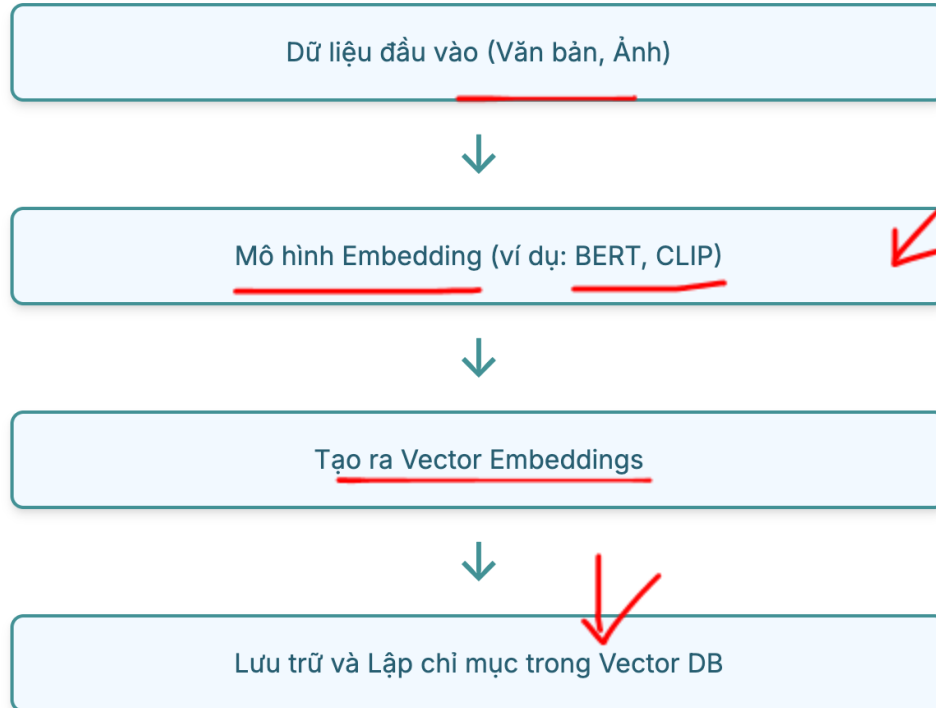 Dữ liệu đầu vào (Văn bản, Ảnh)
Mô hình Embedding (ví dụ: BERT, CLIP)
Tạo ra Vector Embeddings
Lưu trữ và Lập chỉ mục trong Vector DB